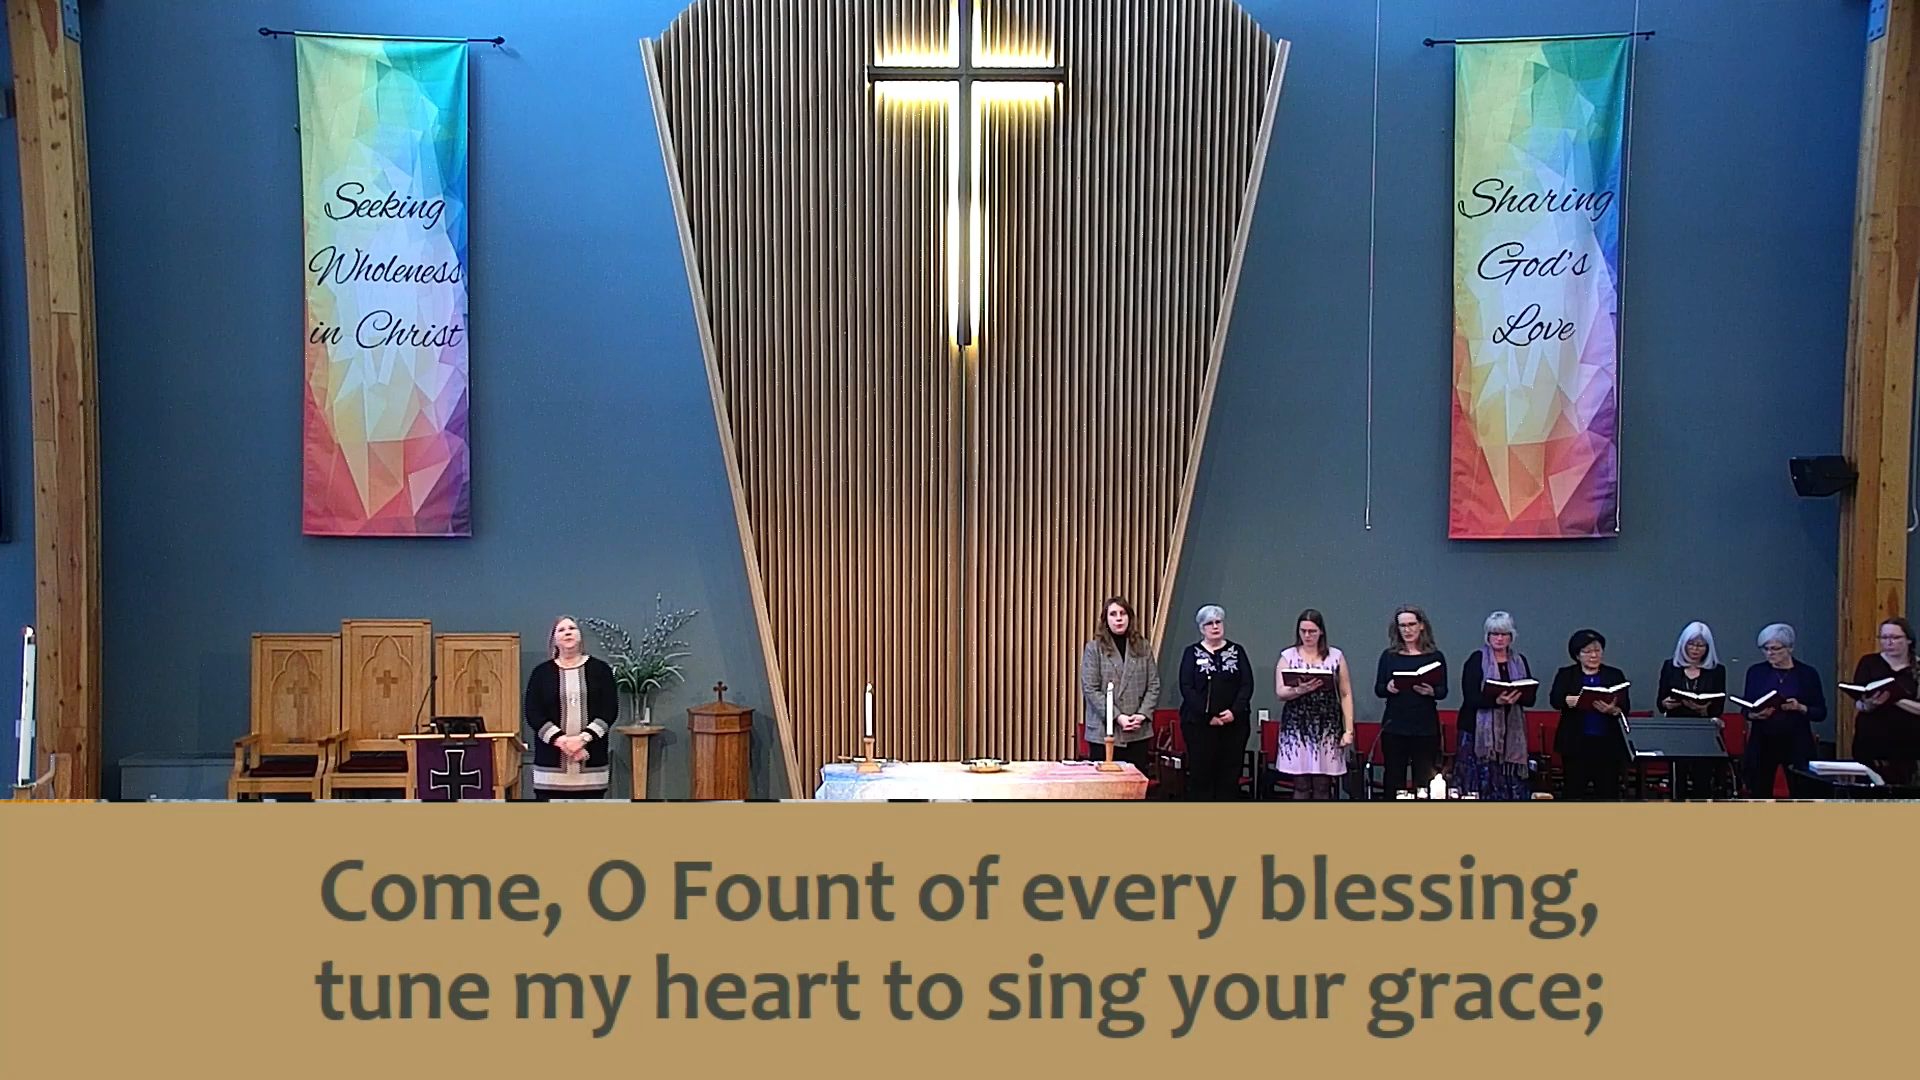 Seeking
Wholeness
in Christ
Sharing
God's
Love
Come, O Fount of every blessing,
tune my heart to sing your grace;